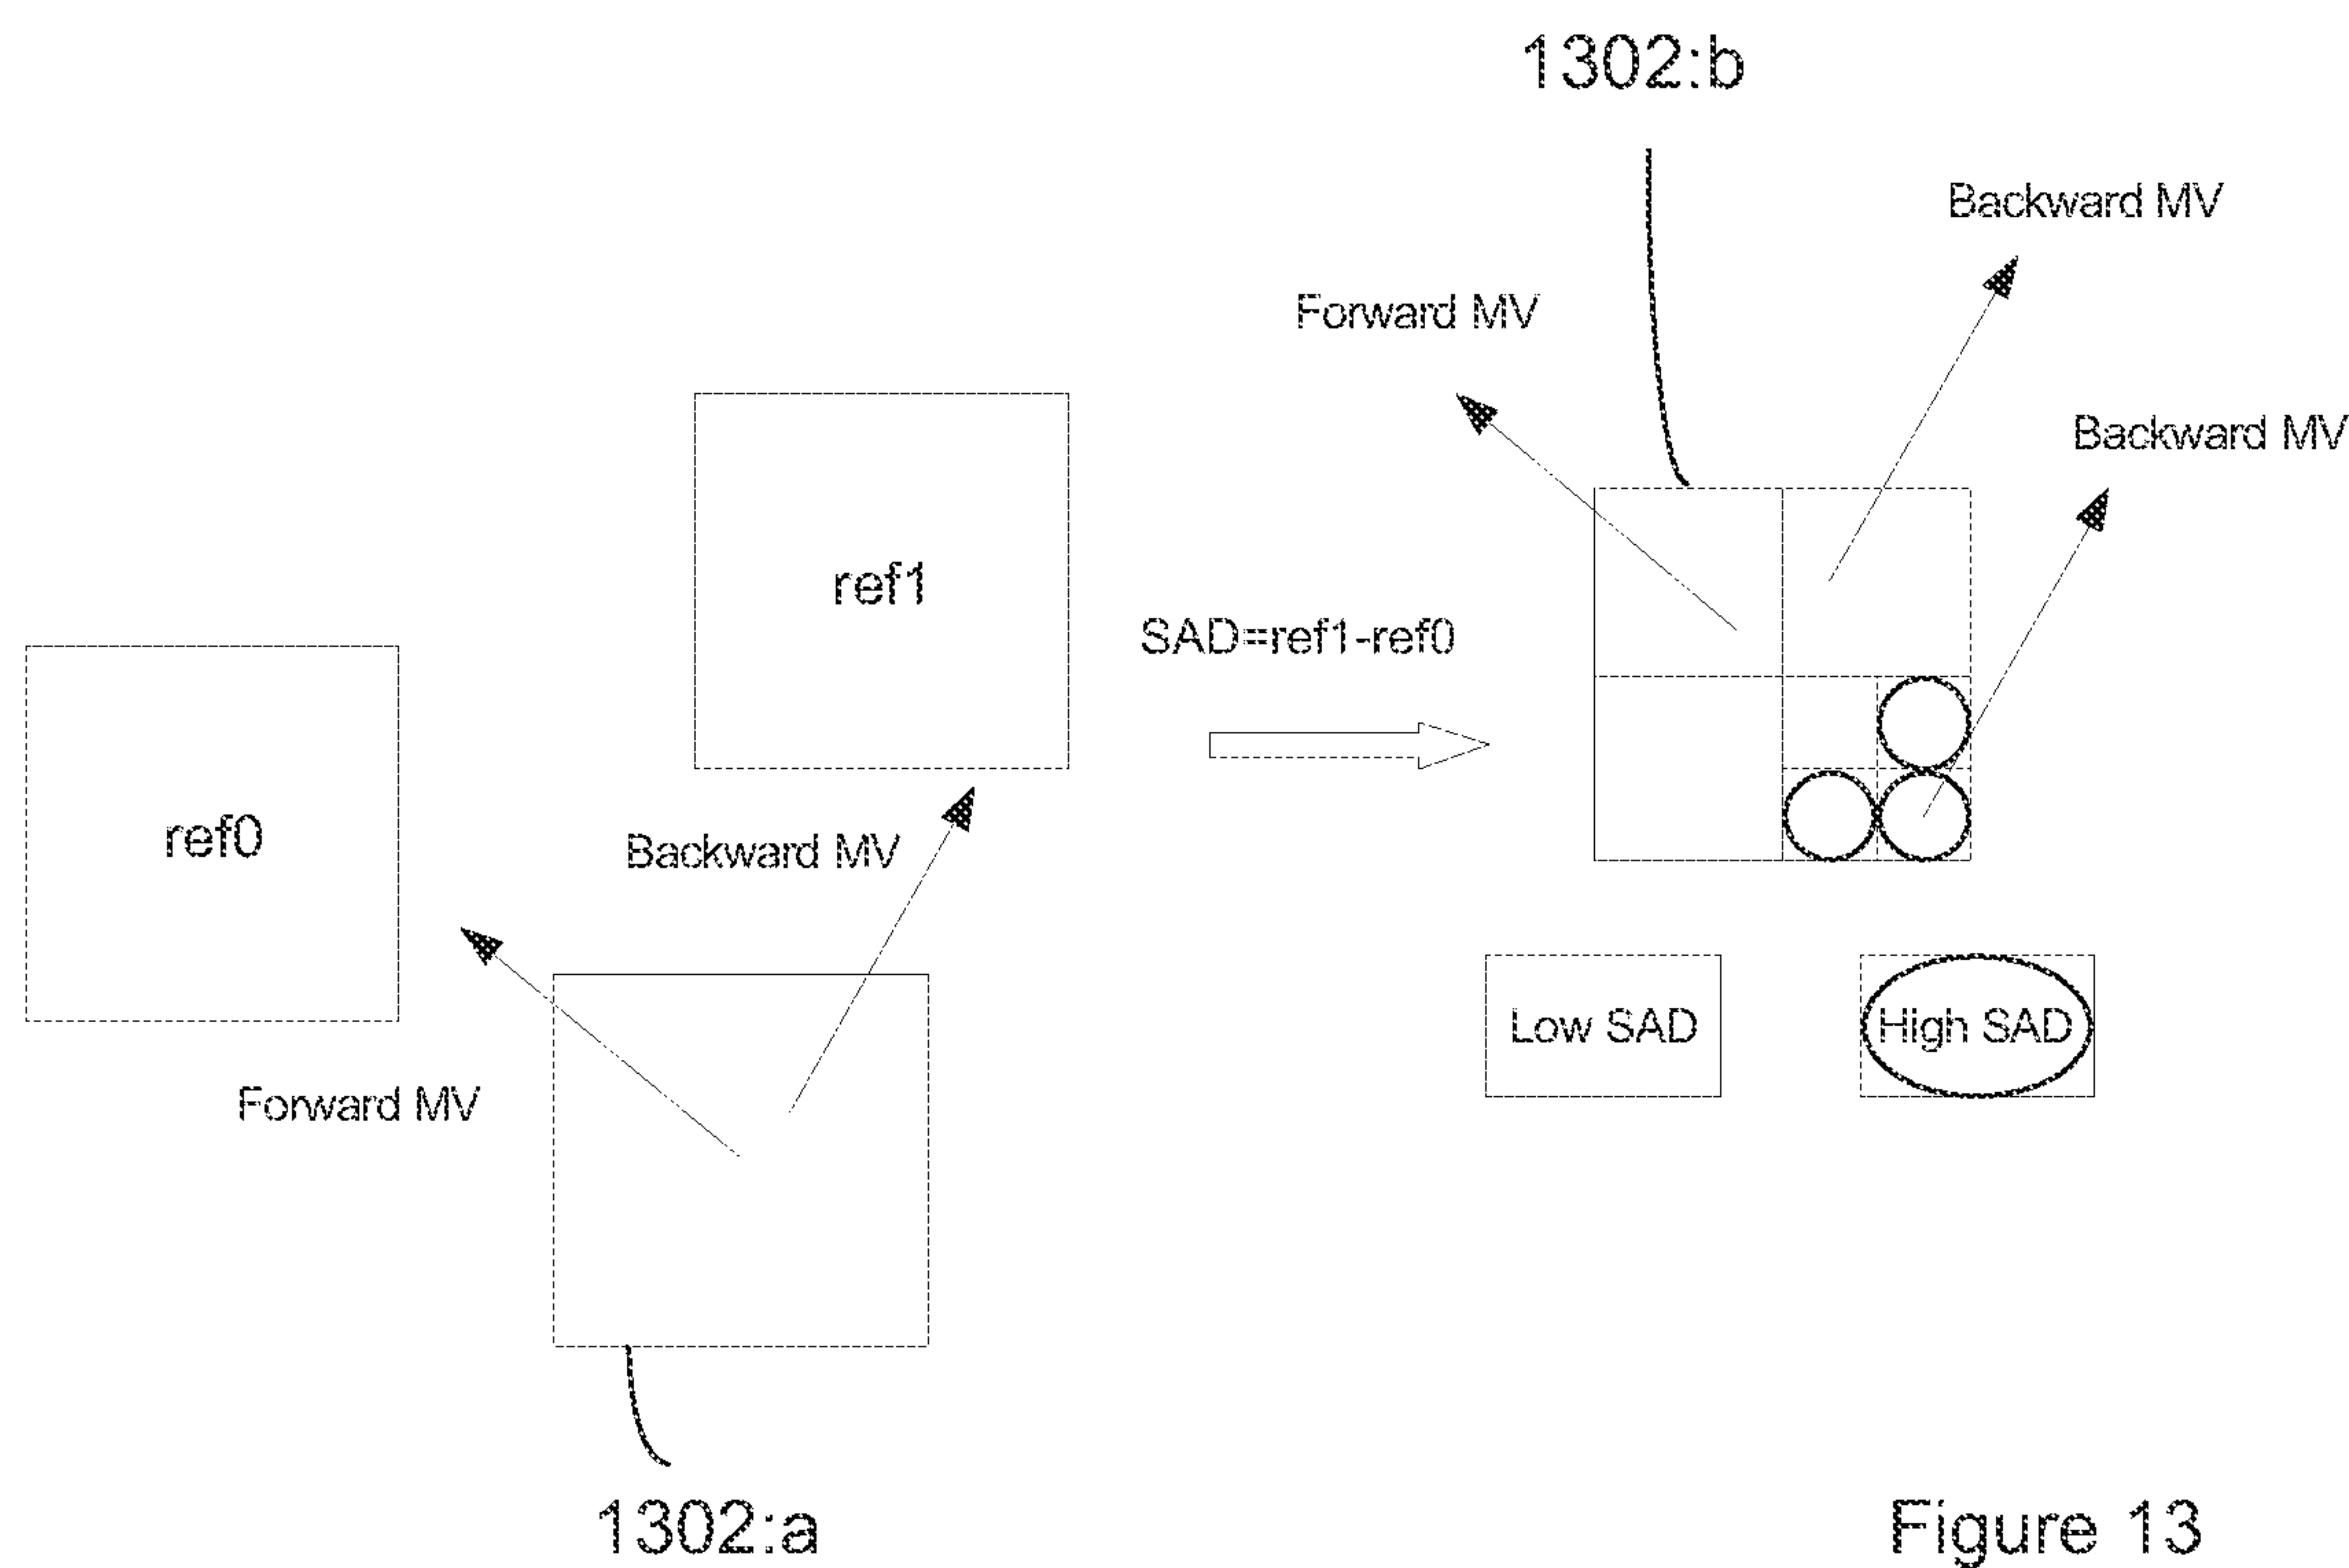 1302:b
Backward MV
Forward MV
Backward MV
ref1
SAD=ref1-ref0
ref0
Backward MV
Low SAD
High SAD
Forward MV
1302:a
Figure 13